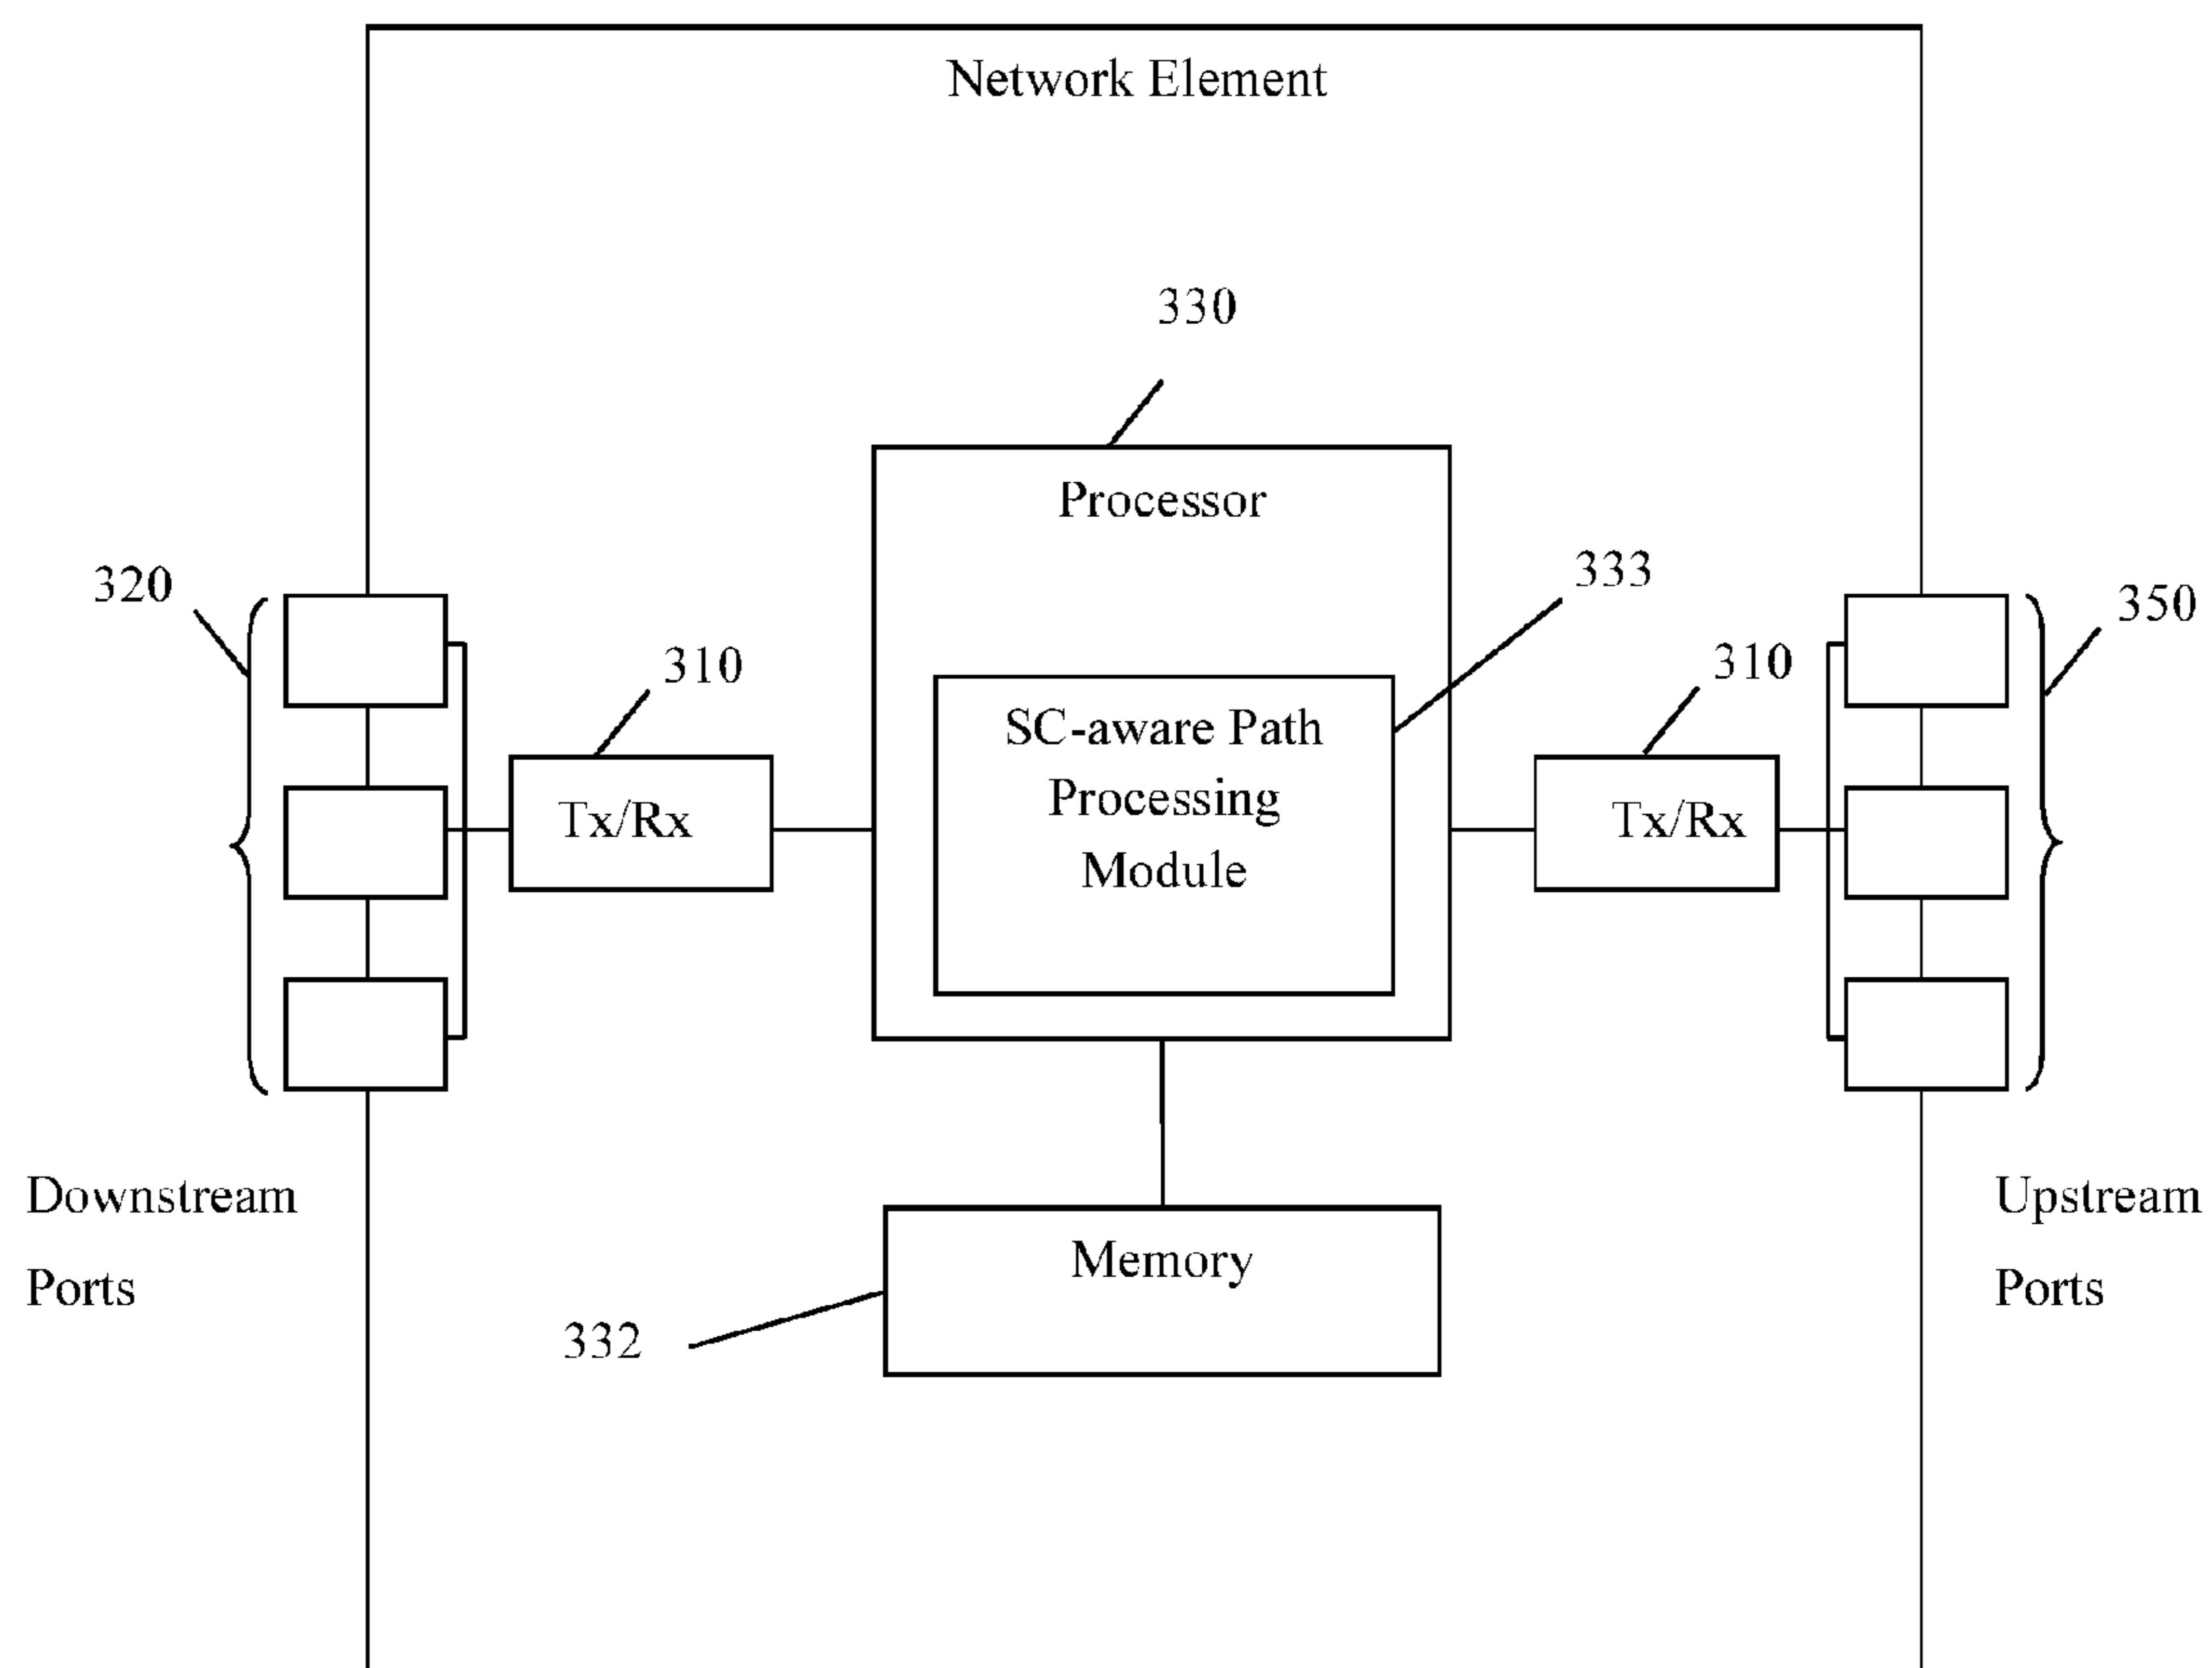 Network Element
330
Processor
333
320
350
310
310
SC-aware Path
Processing
Module
Tx/Rx
Tx/Rx
Downstream
Ports
Upstream
Ports
Memory
332